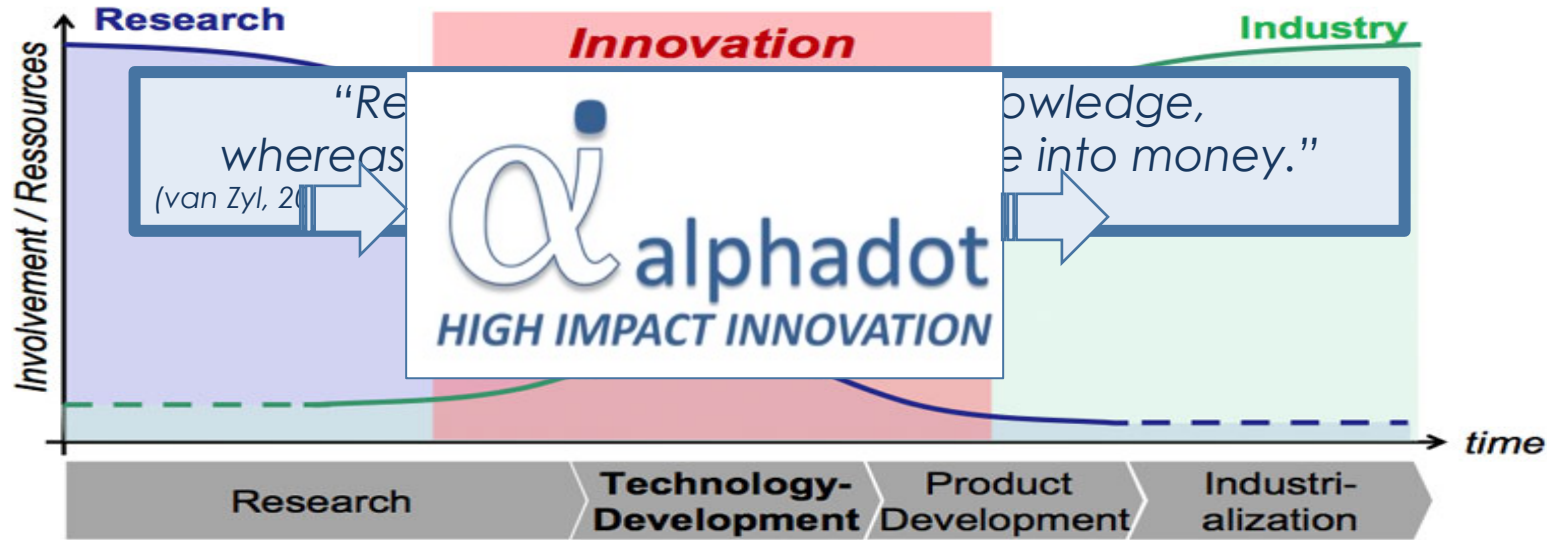 Research
Innovation
Industry
Involvement / Ressources
“Re owledge,
whereas e into money.”
(van Zyl, 20
αi alphadot
HIGH IMPACT INNOVATION
time
Research
Technology-
Development
Product
Development
Industri-
alization